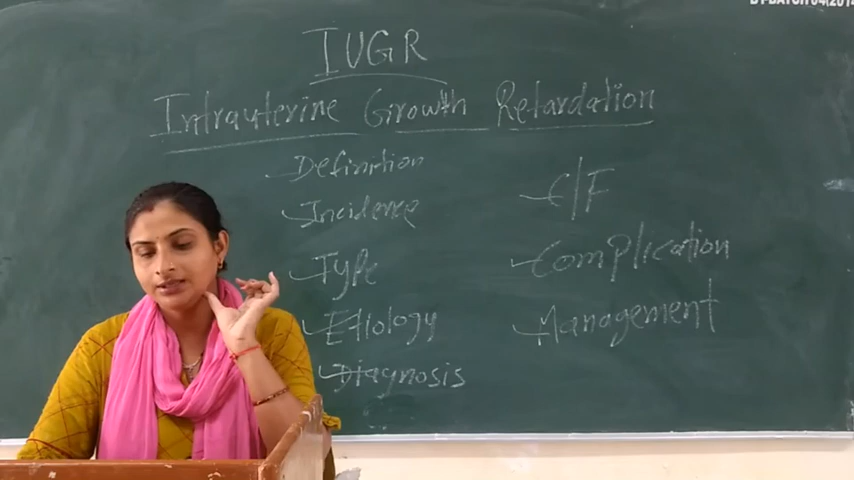 IUGR
Intrauterine Growth Retardation
Definition
Incidence
Type
Etiology
Diagnosis
C/F
Complication
Management